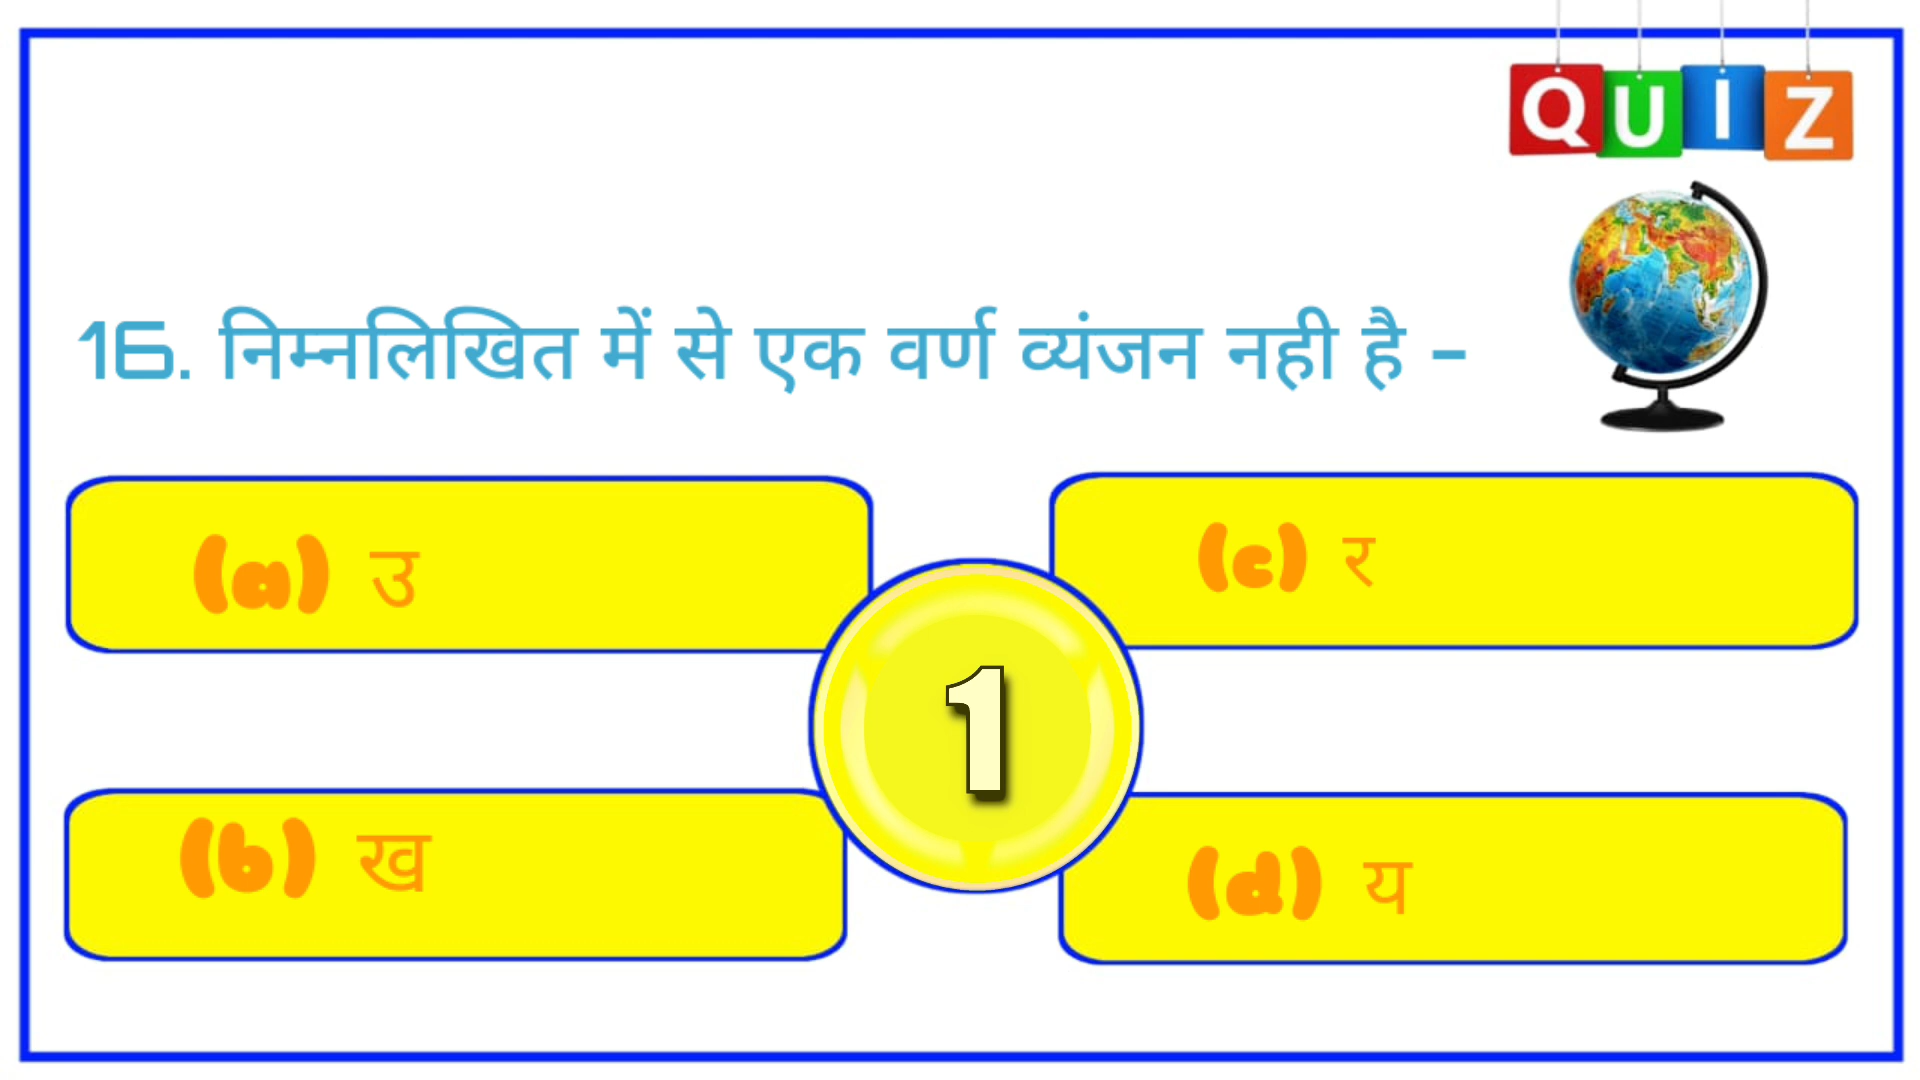 QUIZ
16. निम्नलिखित में से एक वर्ण व्यंजन नही है -
(a) उ
(c) र
1
(b) ख
(d) य